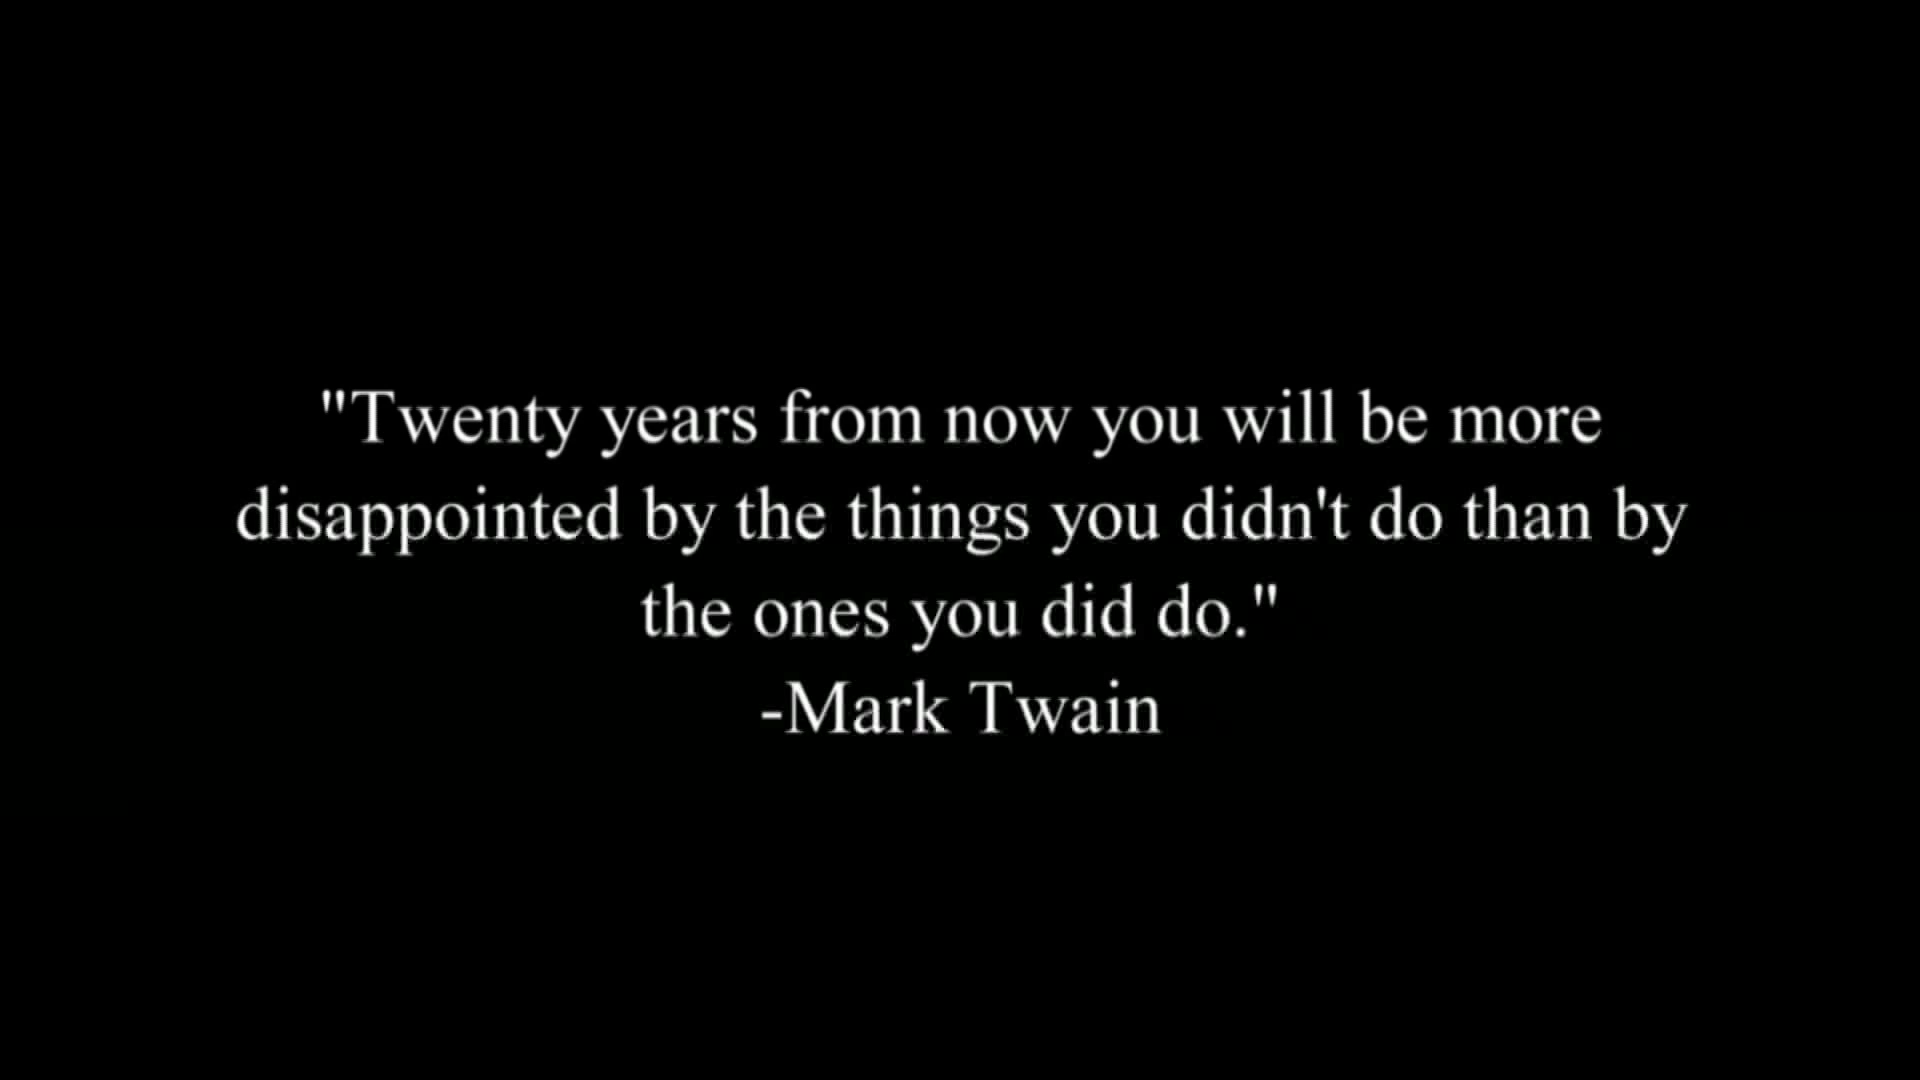 "Twenty years from now you will be more
disappointed by the things you didn't do than by
the ones you did do."
-Mark Twain